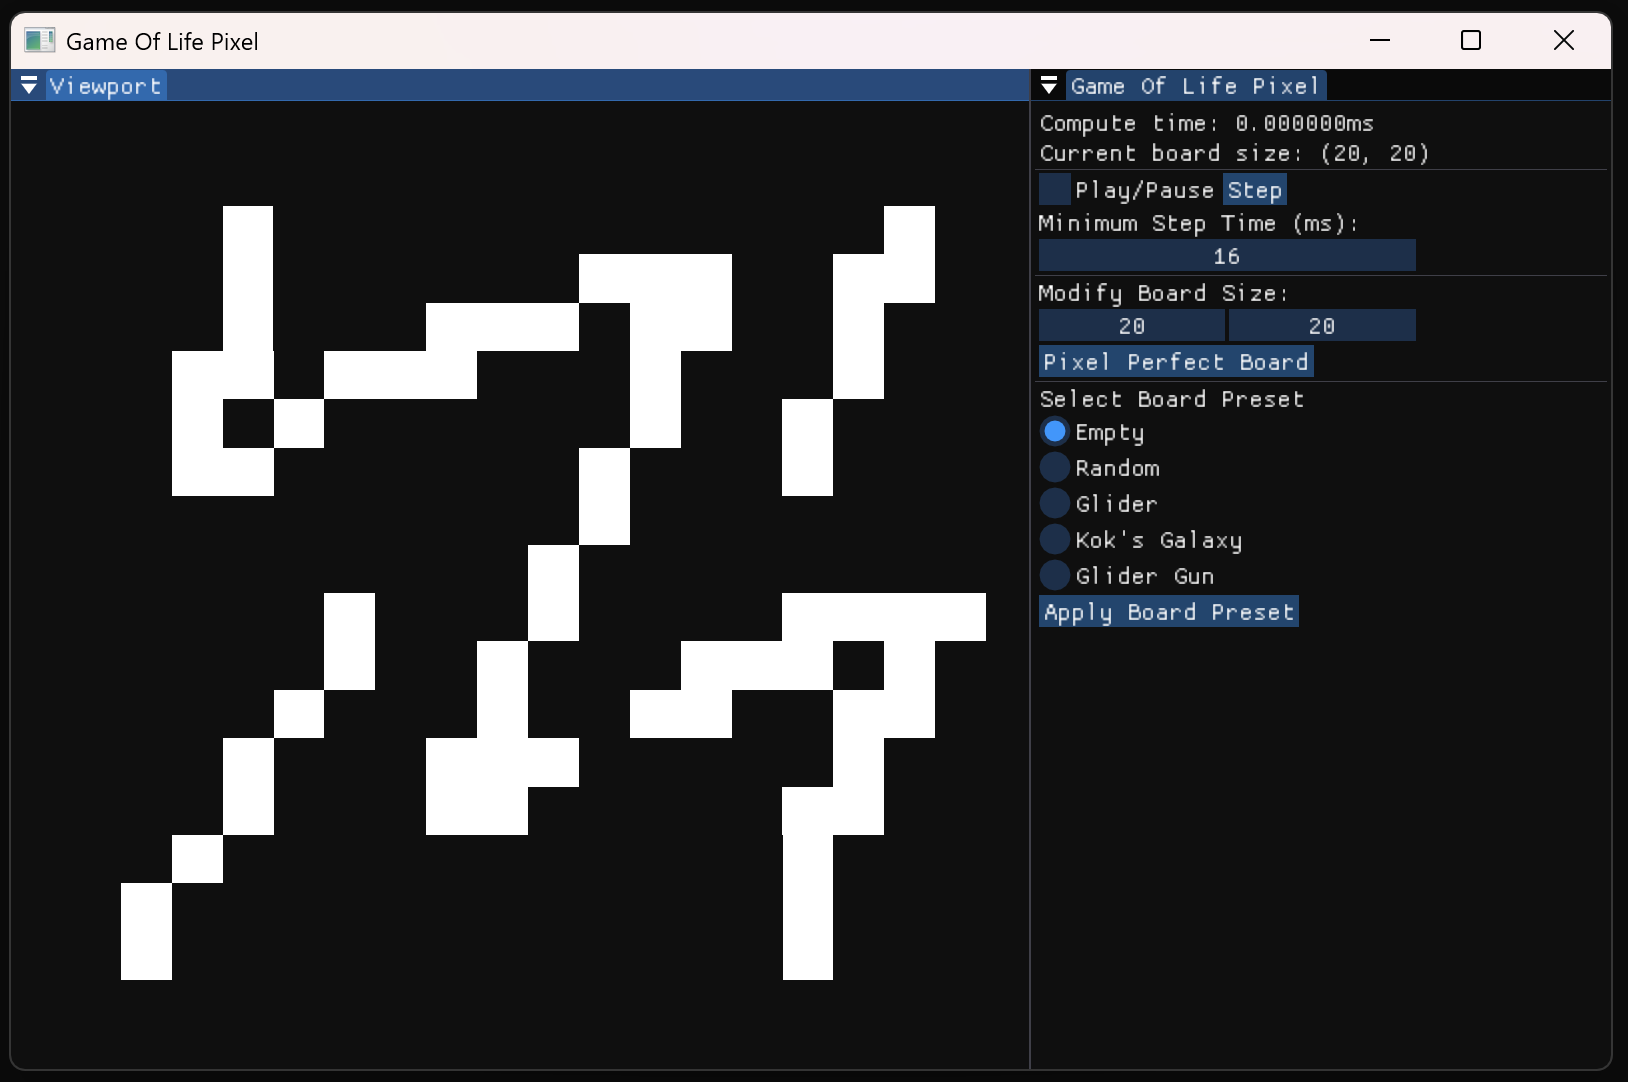 Game Of Life Pixel
Viewport
Game Of Life Pixel
Compute time: 0.000000ms
Current board size: (20, 20)
Play/Pause Step
Minimum Step Time (ms):
16
Modify Board Size:
20 20
Pixel Perfect Board
Select Board Preset
Empty
Random
Glider
Kok's Galaxy
Glider Gun
Apply Board Preset